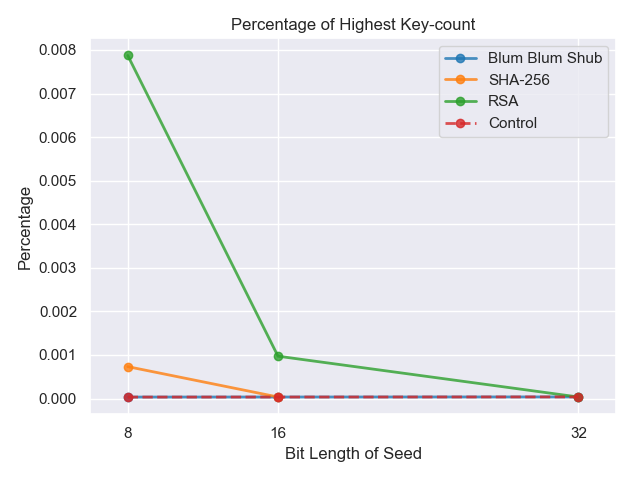 Percentage of Highest Key-count
Blum Blum Shub
SHA-256
RSA
Control
Percentage
0.008
0.007
0.006
0.005
0.004
0.003
0.002
0.001
0.000
8
16
32
Bit Length of Seed